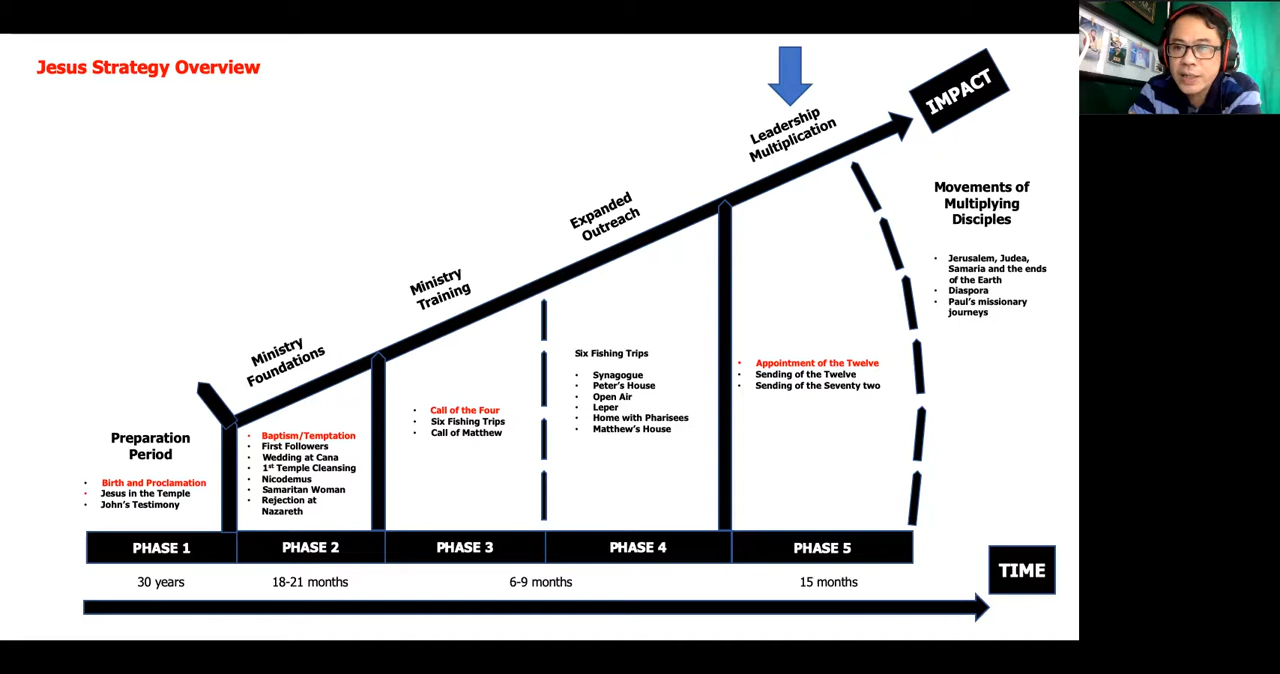 Jesus Strategy Overview
IMPACT
Leadership
Multiplication
Expanded
Outreach
Ministry
Training
Ministry
Foundations
Preparation
Period
• Birth and Proclamation
• Jesus in the Temple
• John's Testimony
• Baptism/Temptation
• First Followers
• Wedding at Cana
• 1st Temple Cleansing
• Nicodemus
• Samaritan Woman
• Rejection at
Nazareth
• Call of the Four
• Six Fishing Trips
• Call of Matthew
Six Fishing Trips
• Synagogue
• Peter's House
• Open Air
• Leper
• Home with Pharisees
• Matthew's House
• Appointment of the Twelve
• Sending of the Twelve
• Sending of the Seventy two
Movements of
Multiplying
Disciples
• Jerusalem, Judea,
Samaria and the ends
of the Earth
• Diaspora
• Paul's missionary
journeys
PHASE 1
PHASE 2
PHASE 3
PHASE 4
PHASE 5
30 years
18-21 months
6-9 months
15 months
TIME